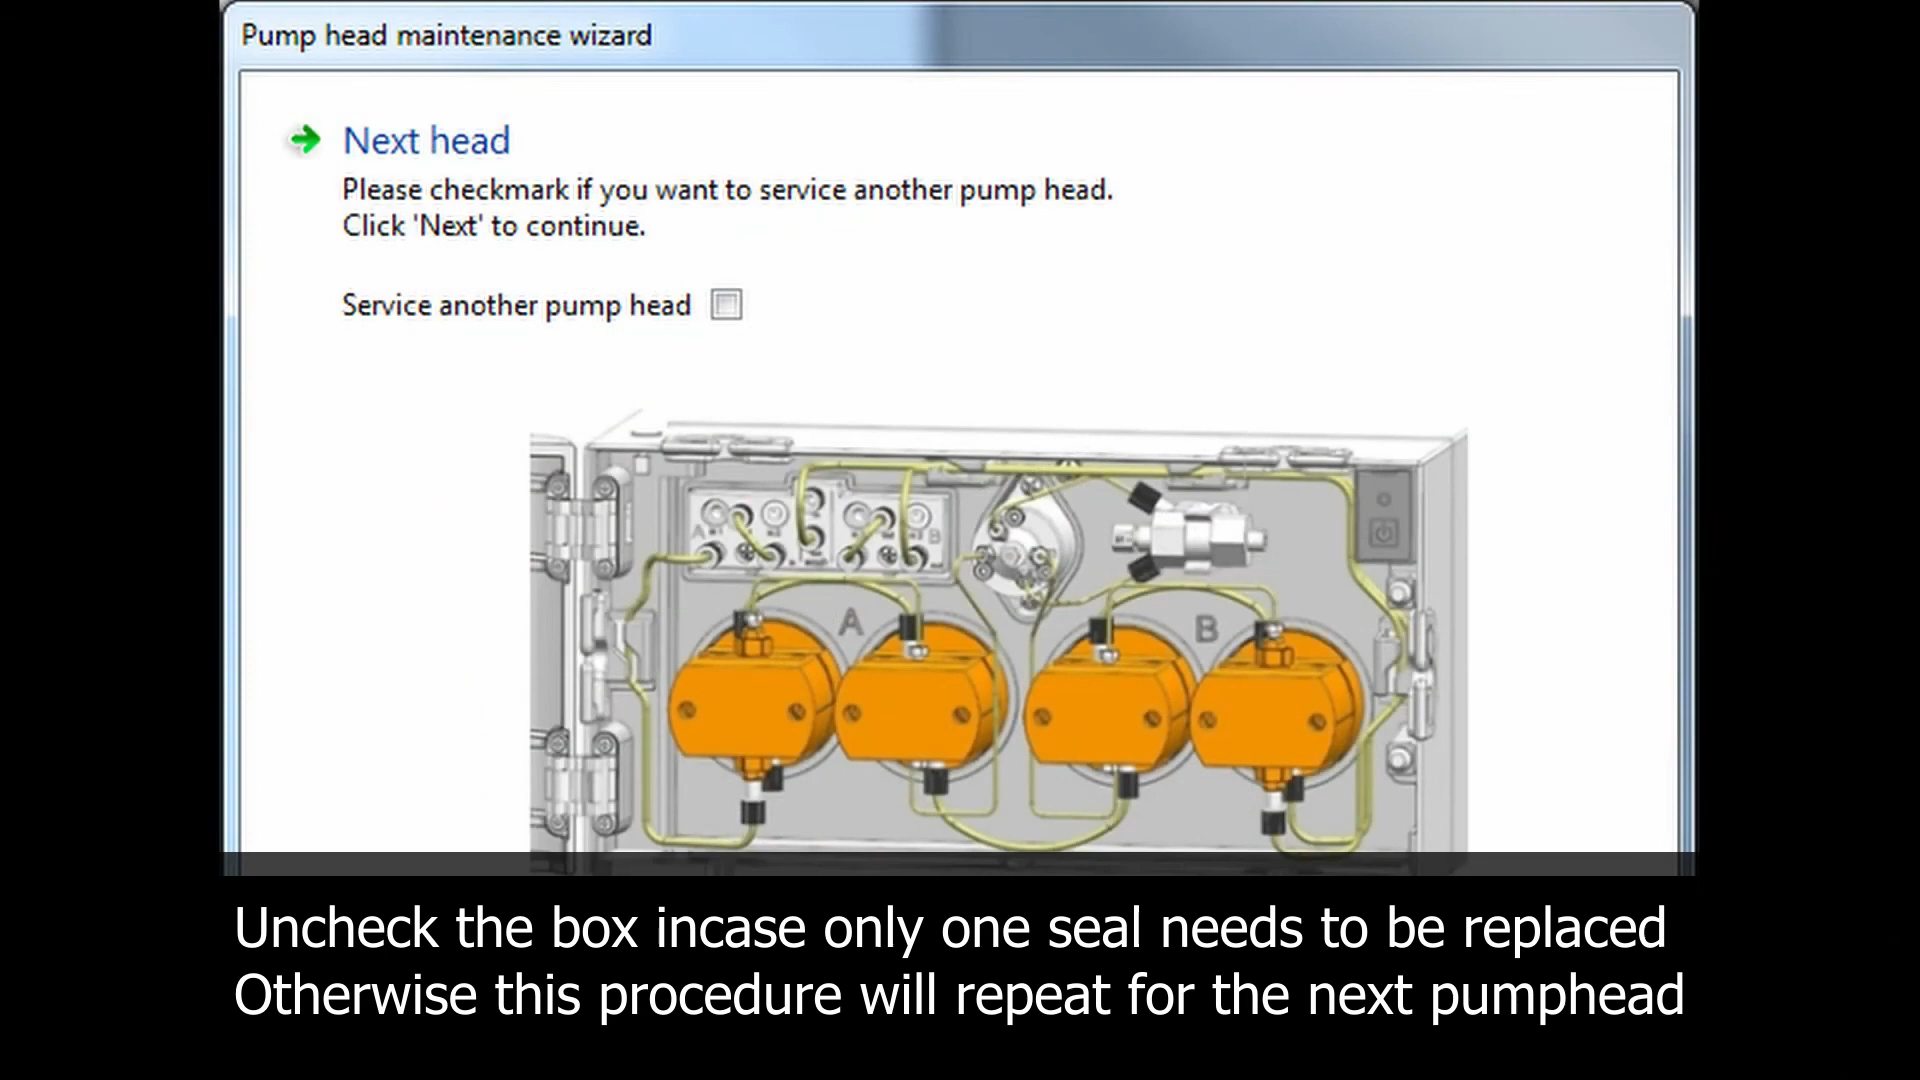 Pump head maintenance wizard
Next head
Please checkmark if you want to service another pump head.
Click 'Next' to continue.
Service another pump head
A
B
A
B
Uncheck the box incase only one seal needs to be replaced
Otherwise this procedure will repeat for the next pumphead